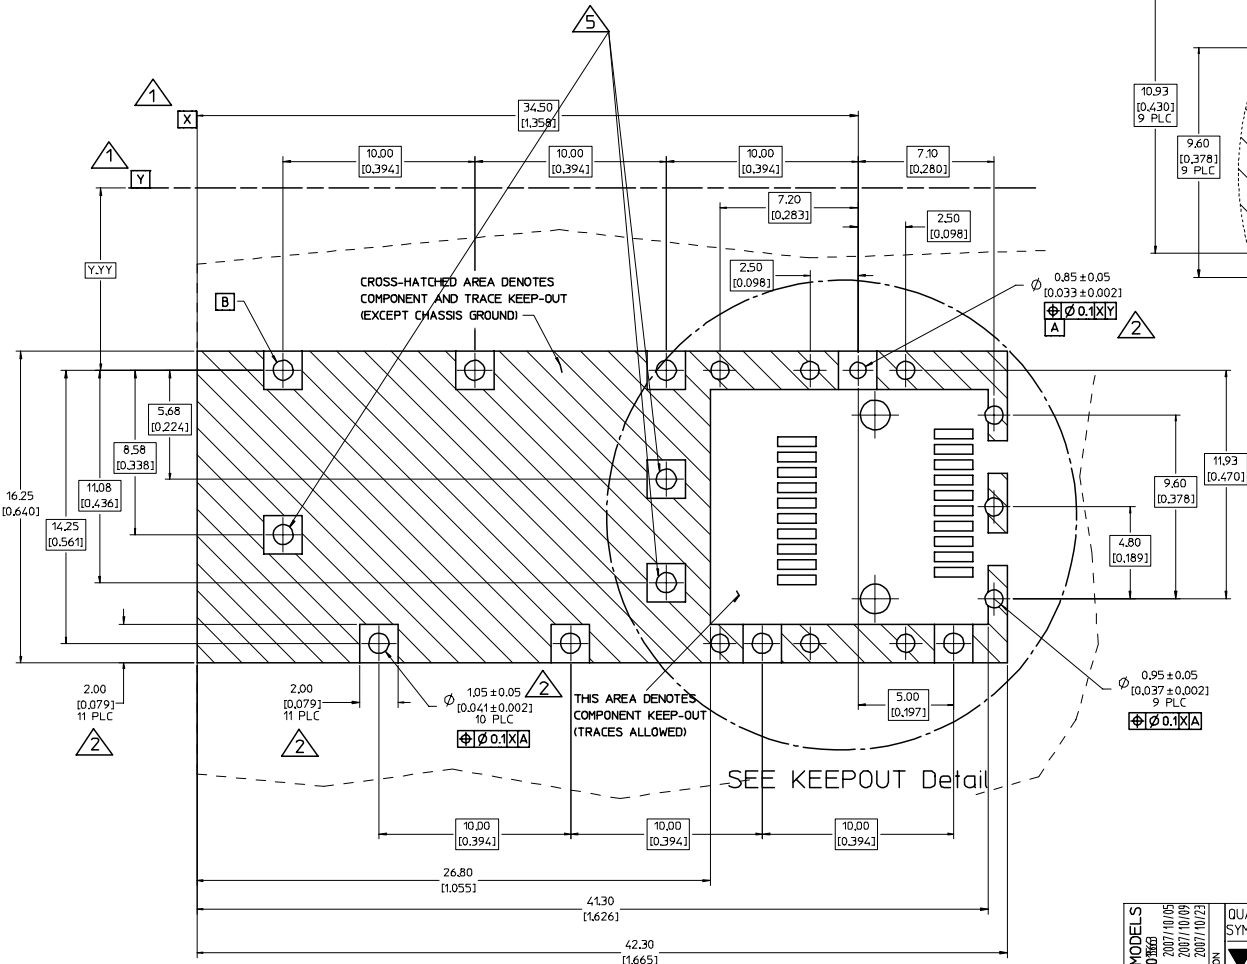 5
1
X
34.50
[1.358]
10.93
[0.430]
9 PLC
1
Y
10.00
[0.394]
10.00
[0.394]
10.00
[0.394]
7.10
[0.280]
9.60
[0.378]
9 PLC
7.20
[0.283]
2.50
[0.098]
Y.YY
2.50
[0.098]
B
CROSS-HATCHED AREA DENOTES
COMPONENT AND TRACE KEEP-OUT
(EXCEPT CHASSIS GROUND)
Ø 0.85 ±0.05
[0.033 ±0.002]
⌖ Ø 0.1 X Y
A
2
5.68
[0.224]
8.58
[0.338]
11.08
[0.436]
14.25
[0.561]
16.25
[0.640]
11.93
[0.470]
9.60
[0.378]
4.80
[0.189]
2.00
[0.079]
11 PLC
2
2.00
[0.079]
11 PLC
2
Ø 1.05 ±0.05
[0.041 ±0.002]
10 PLC
⌖ Ø 0.1 X A
2
THIS AREA DENOTES
COMPONENT KEEP-OUT
(TRACES ALLOWED)
5.00
[0.197]
Ø 0.95 ±0.05
[0.037 ±0.002]
9 PLC
⌖ Ø 0.1 X A
SEE KEEPOUT Detail
10.00
[0.394]
10.00
[0.394]
10.00
[0.394]
26.80
[1.055]
41.30
[1.626]
42.30
[1.665]
MODELS
2007/10/05
2007/10/09
2007/10/23
QUA
SYM